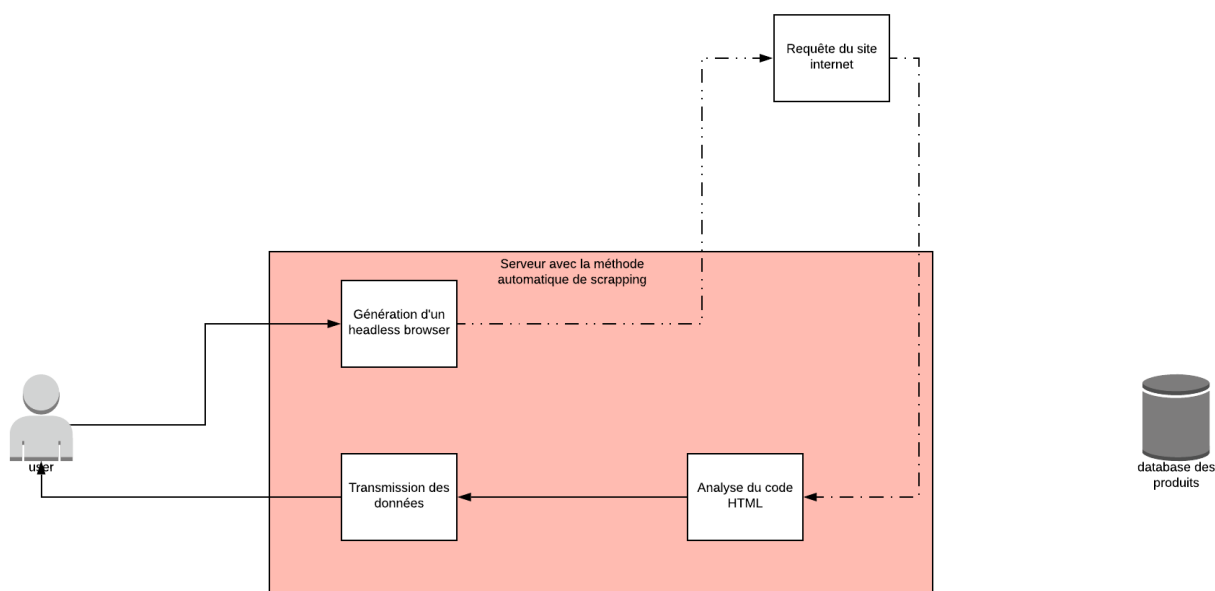 Requête du site
internet
Serveur avec la méthode
automatique de scrapping
Génération d'un
headless browser
user
database des
produits
Transmission des
données
Analyse du code
HTML